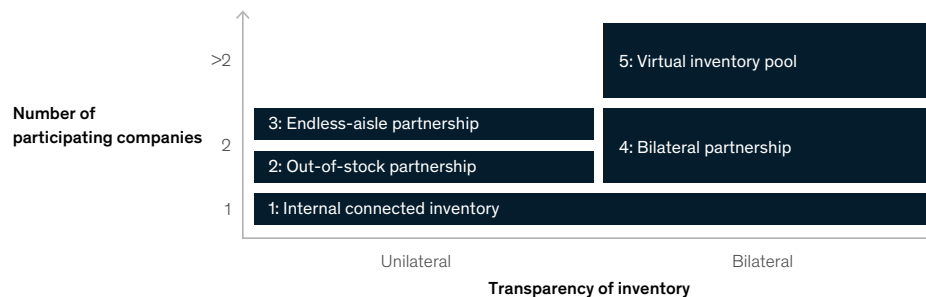 >2
5: Virtual inventory pool
Number of
participating companies
3: Endless-aisle partnership
2
4: Bilateral partnership
2: Out-of-stock partnership
1
1: Internal connected inventory
Unilateral
Bilateral
Transparency of inventory